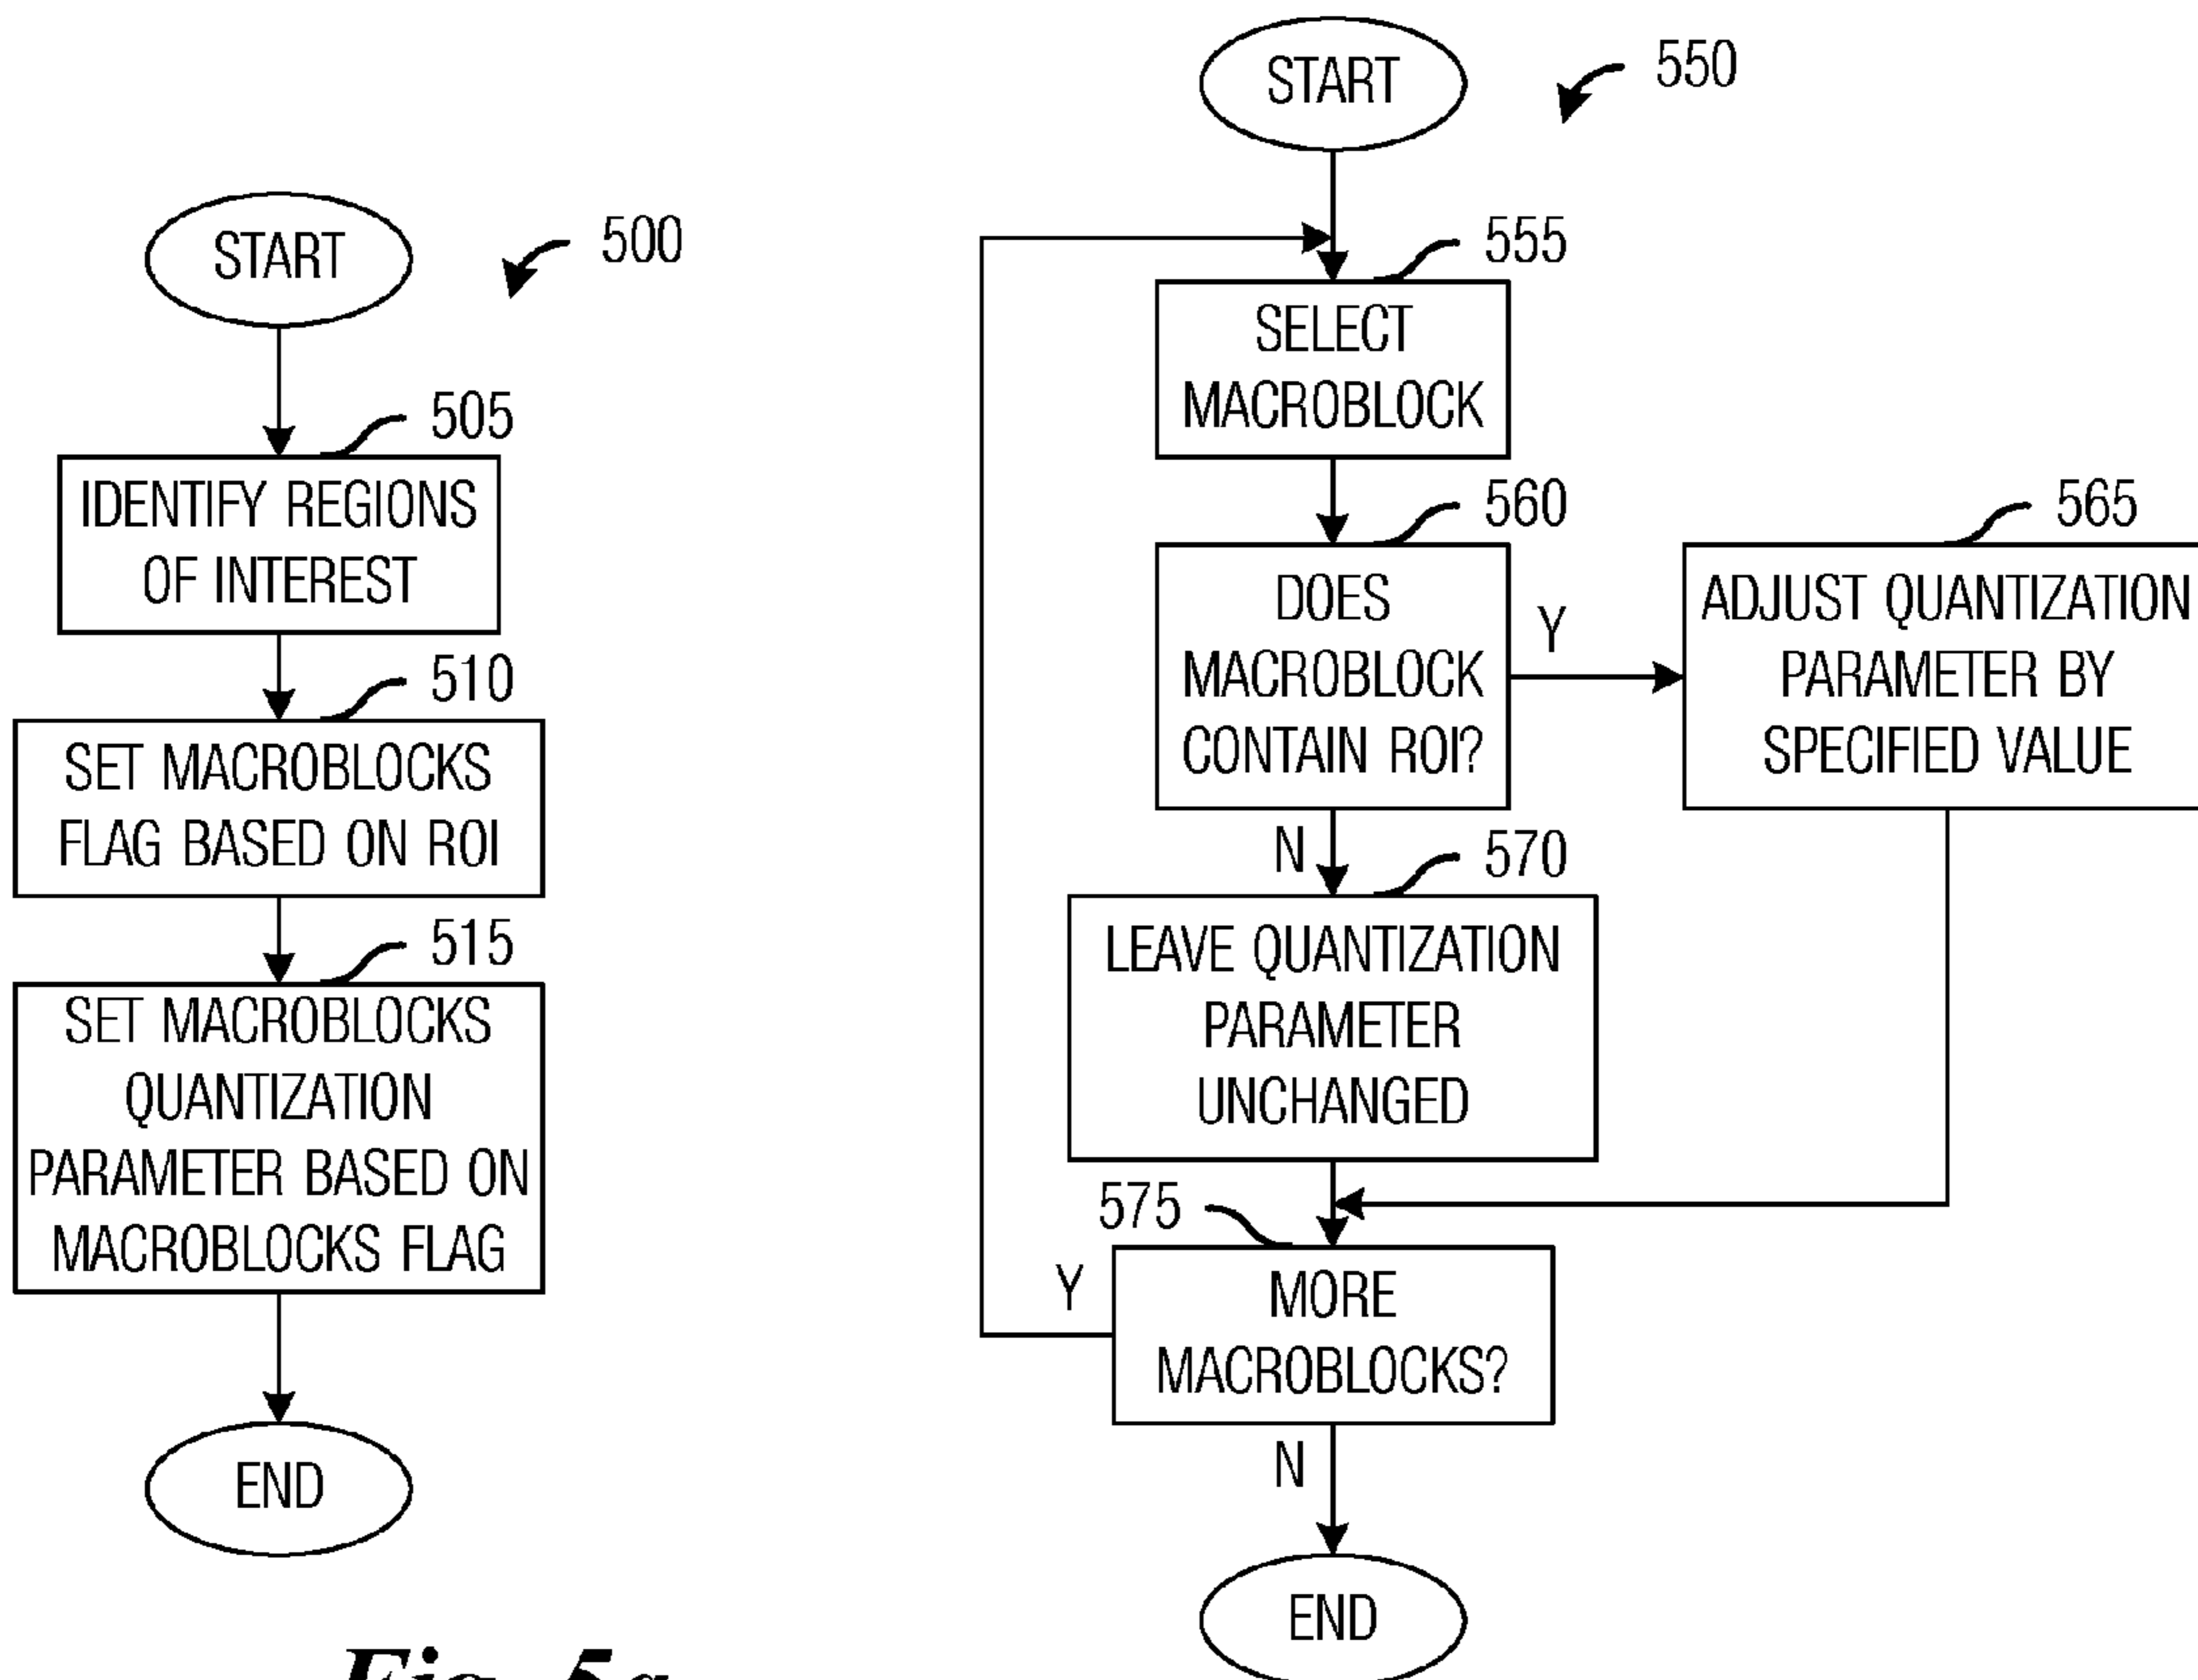 START
500
505
IDENTIFY REGIONS
OF INTEREST
510
SET MACROBLOCKS
FLAG BASED ON ROI
515
SET MACROBLOCKS
QUANTIZATION
PARAMETER BASED ON
MACROBLOCKS FLAG
END
START
550
555
SELECT
MACROBLOCK
560
DOES
MACROBLOCK
CONTAIN ROI?
Y
565
ADJUST QUANTIZATION
PARAMETER BY
SPECIFIED VALUE
N
570
LEAVE QUANTIZATION
PARAMETER
UNCHANGED
575
MORE
MACROBLOCKS?
Y
N
END
Fig. 5a